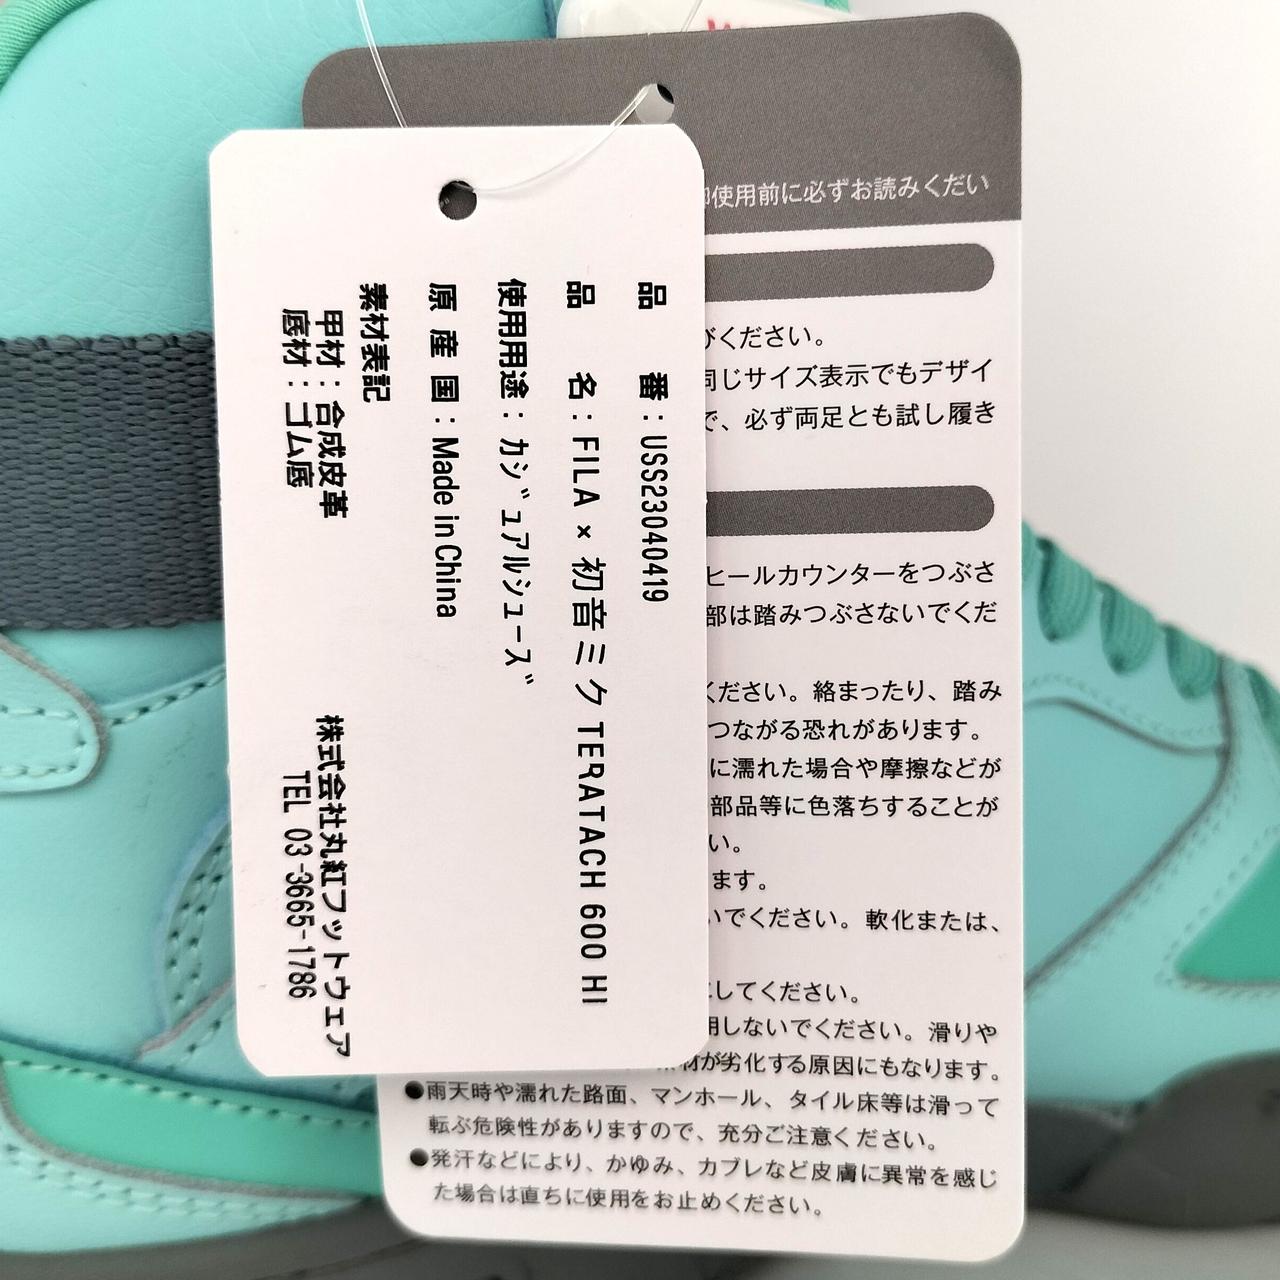 品番：USS23040419
品名：FILA × 初音ミク TERATACH 600 HI
使用用途：カジュアルシューズ
原産国：Made in China
素材表記
甲材：合成皮革
底材：ゴム底
株式会社丸紅フットウェア
TEL 03-3665-1786
使用前に必ずお読みくだい
ください。
同じサイズ表示でもデザイ
で、必ず両足とも試し履き
ヒールカウンターをつぶさ
部は踏みつぶさないでくだ
ください。絡まったり、踏み
つながる恐れがあります。
に濡れた場合や摩擦などが
部品等に色落ちすることが
い。
ます。
いでください。軟化または、
してください。
用しないでください。滑りや
材が劣化する原因にもなります。
●雨天時や濡れた路面、マンホール、タイル床等は滑って
転ぶ危険性がありますので、充分ご注意ください。
●発汗などにより、かゆみ、カブレなど皮膚に異常を感じ
た場合は直ちに使用をお止めください。